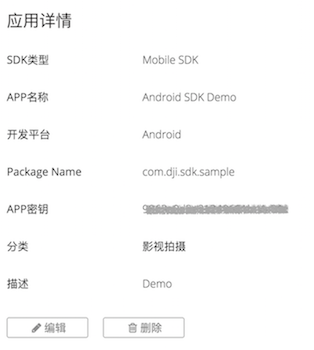 应用详情
SDK类型 Mobile SDK
APP名称 Android SDK Demo
开发平台 Android
Package Name com.dji.sdk.sample
APP密钥
分类 影视拍摄
描述 Demo
编辑 删除